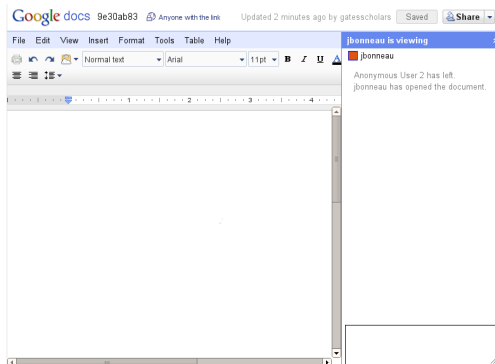 Google docs 9e30ab83 Anyone with the link Updated 2 minutes ago by gatesscholars Saved Share
File Edit View Insert Format Tools Table Help
Normal text Arial 11pt B I U A
1 2 3 4
jbonneau is viewing
jbonneau
Anonymous User 2 has left.
jbonneau has opened the document.